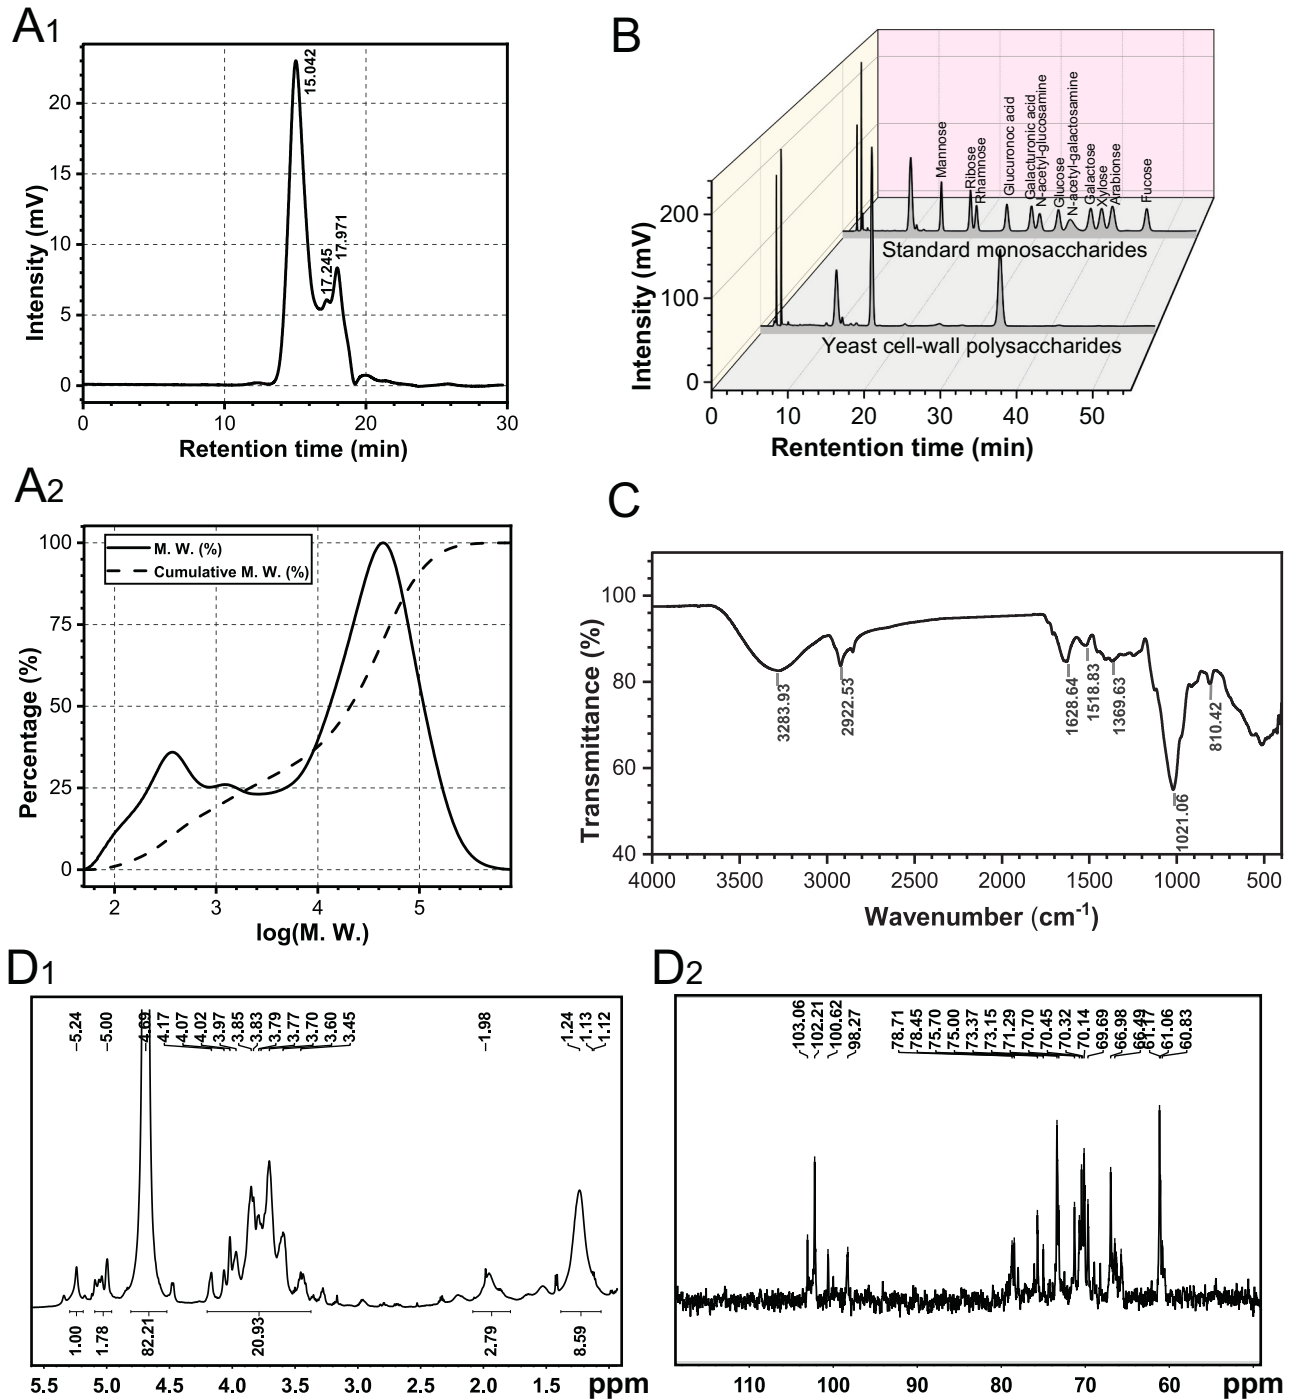 A1
15.042
17.245
17.971
20
15
10
5
0
Intensity (mV)
0 10 20 30
Retention time (min)
B
Mannose
Ribose
Rhaminose
Glucuronoc acid
Galacturonic acid
N-acetyl-glucosamine
Glucose
N-acetyl-galactosamine
Galactose
Xylose
Arabionse
Fucose
Standard monosaccharides
Yeast cell-wall polysaccharides
200
100
0
Intensity (mV)
0 10 20 30 40 50
Rentention time (min)
A2
M. W. (%)
Cumulative M. W. (%)
100
75
50
25
0
Percentage (%)
2 3 4 5
log(M. W.)
C
100
80
60
40
Transmittance (%)
3283.93
2922.53
1628.64
1518.83
1369.63
1021.06
810.42
4000 3500 3000 2500 2000 1500 1000 500
Wavenumber (cm-1)
D1
5.24
5.00
4.69
4.17
4.07
4.02
3.97
3.85
3.83
3.79
3.77
3.70
3.60
3.45
1.98
1.24
1.13
1.12
1.00
1.78
82.21
20.93
2.79
8.59
5.5 5.0 4.5 4.0 3.5 3.0 2.5 2.0 1.5 ppm
D2
103.06
102.21
100.62
98.27
78.71
78.45
75.70
75.00
73.37
73.15
71.29
70.70
70.45
70.32
70.14
69.69
66.98
66.49
61.17
61.06
60.83
110 100 90 80 70 60 ppm